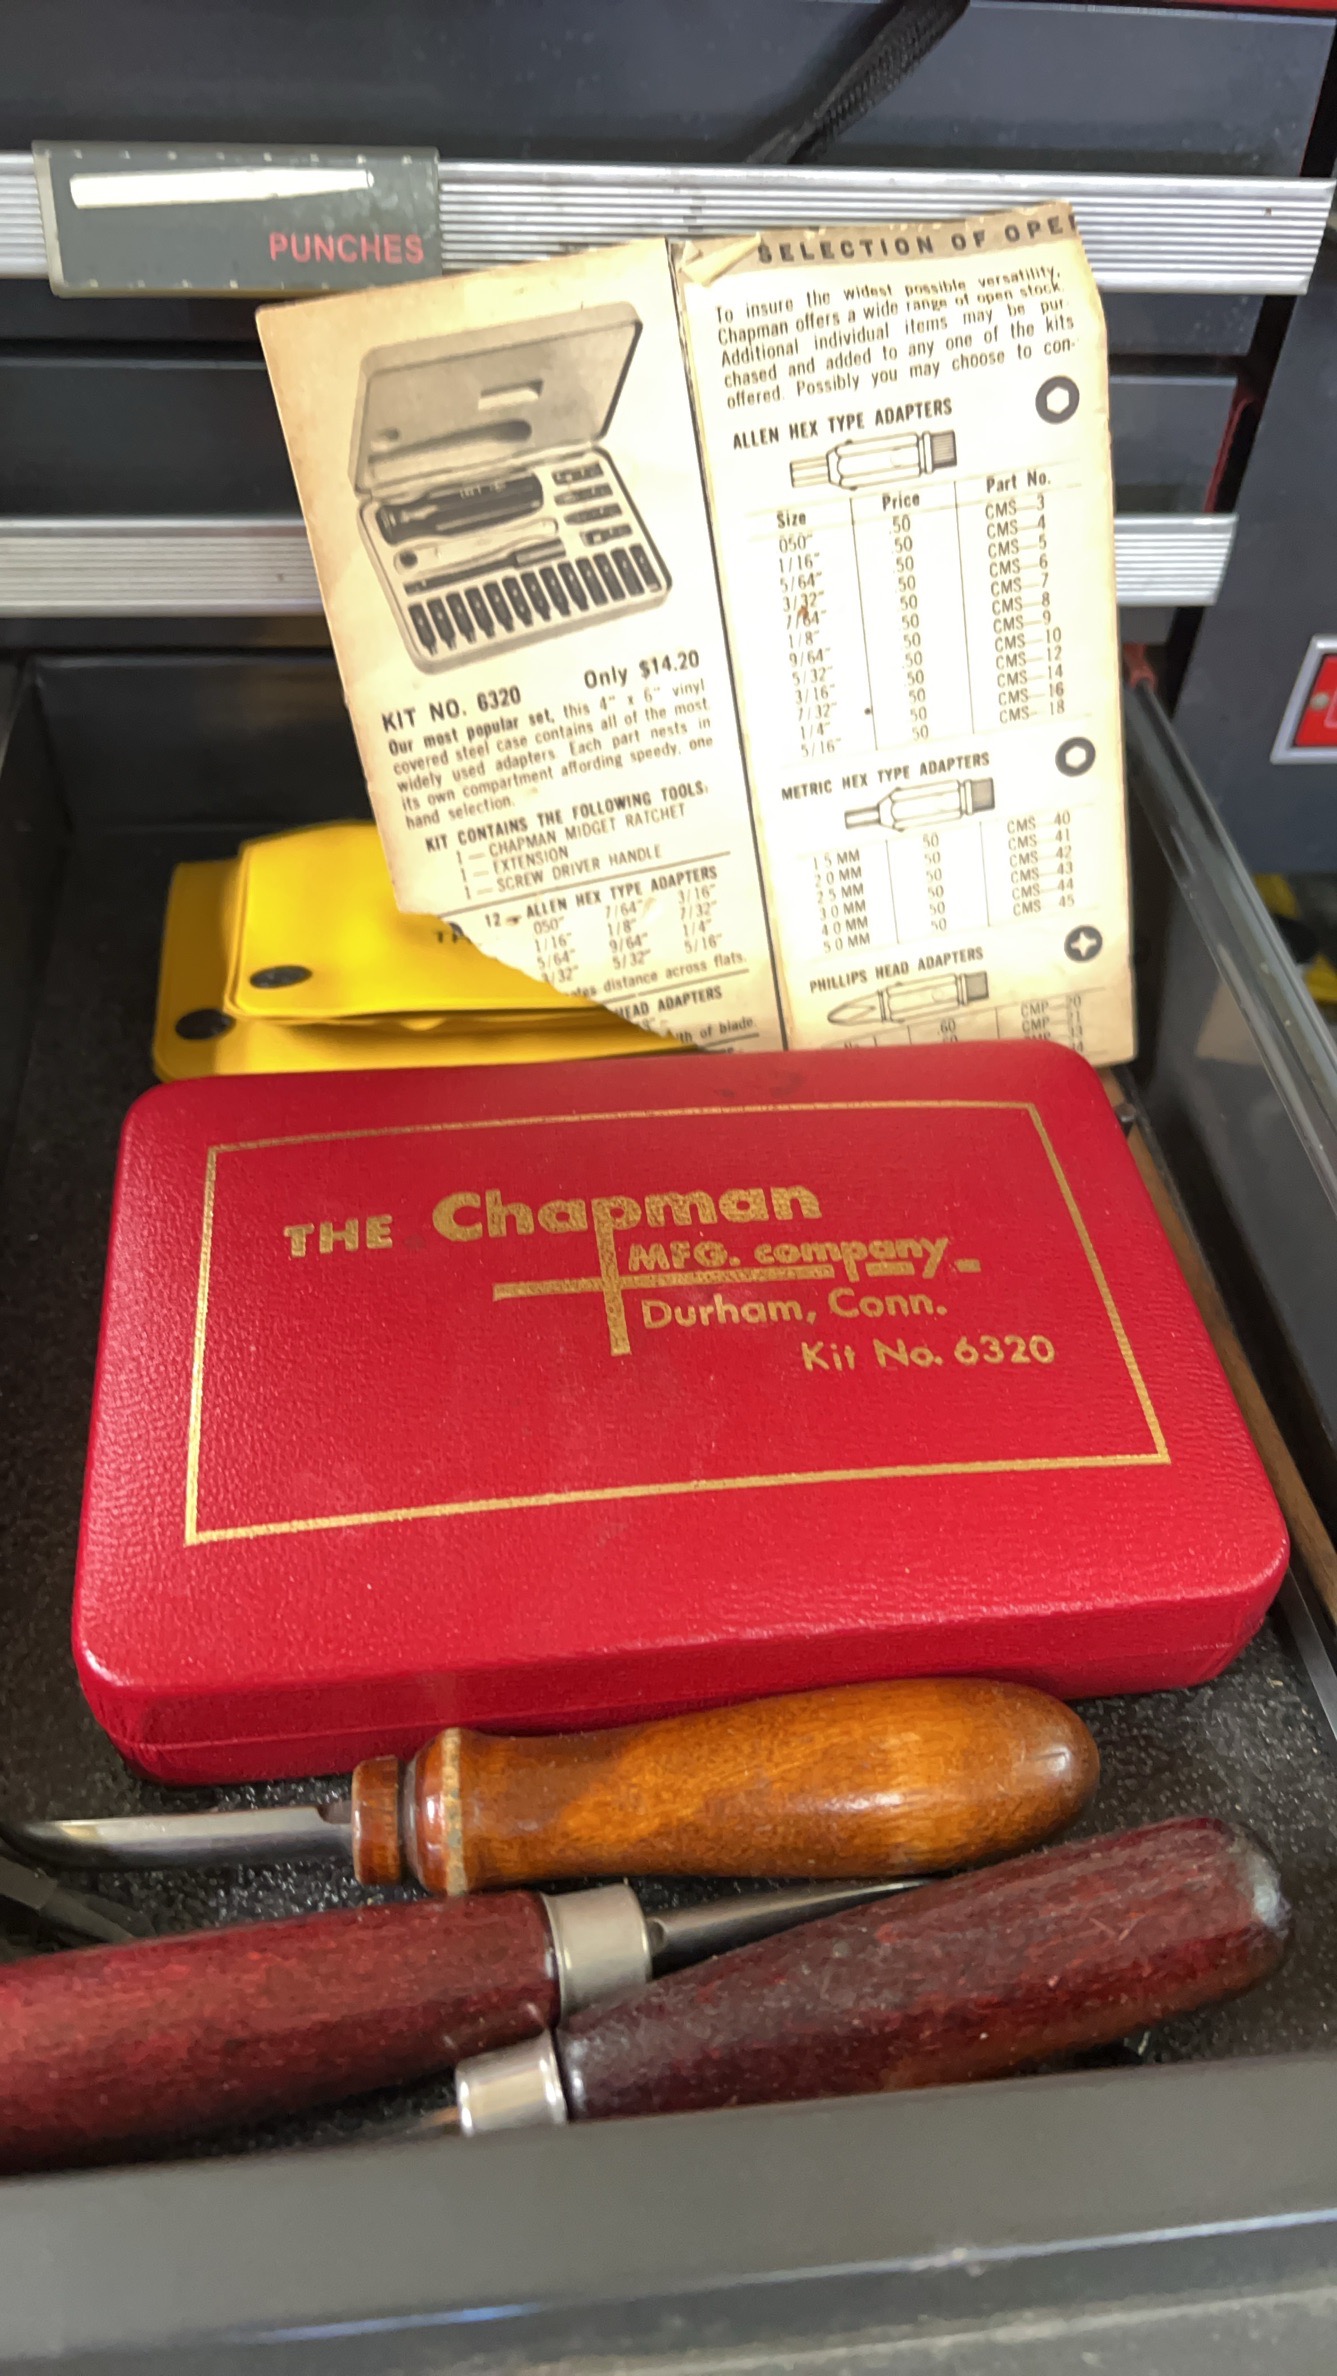 PUNCHES
KIT NO. 6320 Only $14.20
Our most popular set, this 4" x 6" vinyl
covered steel case contains all of the most
widely used adapters. Each part nests in
its own compartment affording speedy, one
hand selection.
KIT CONTAINS THE FOLLOWING TOOLS:
1 — CHAPMAN MIDGET RATCHET
1 — EXTENSION
1 — SCREW DRIVER HANDLE
12 — ALLEN HEX TYPE ADAPTERS
050" 7/64" 3/16"
1/16" 1/8" 7/32"
5/64" 9/64" 1/4"
3/32" 5/32" 5/16"
distance across flats.
HEAD ADAPTERS
of blade.
SELECTION OF OPE
To insure the widest possible versatility,
Chapman offers a wide range of open stock.
Additional individual items may be pur-
chased and added to any one of the kits
offered. Possibly you may choose to con-
ALLEN HEX TYPE ADAPTERS
Size Price Part No.
050" .50 CMS—3
1/16" 50 CMS—4
5/64" 50 CMS—5
3/32" 50 CMS—6
7/64" 50 CMS—7
1/8" 50 CMS—8
9/64" 50 CMS—9
5/32" .50 CMS—10
3/16" 50 CMS—12
7/32" 50 CMS—14
1/4" 50 CMS—16
5/16" 50 CMS—18
METRIC HEX TYPE ADAPTERS
1 5 MM 50 CMS 40
2 0 MM 50 CMS 41
2 5 MM 50 CMS 42
3 0 MM 50 CMS—43
4 0 MM 50 CMS—44
5 0 MM 50 CMS 45
PHILLIPS HEAD ADAPTERS
.60 CMP—20
CMP
THE Chapman
MFG. company
Durham, Conn.
Kit No. 6320